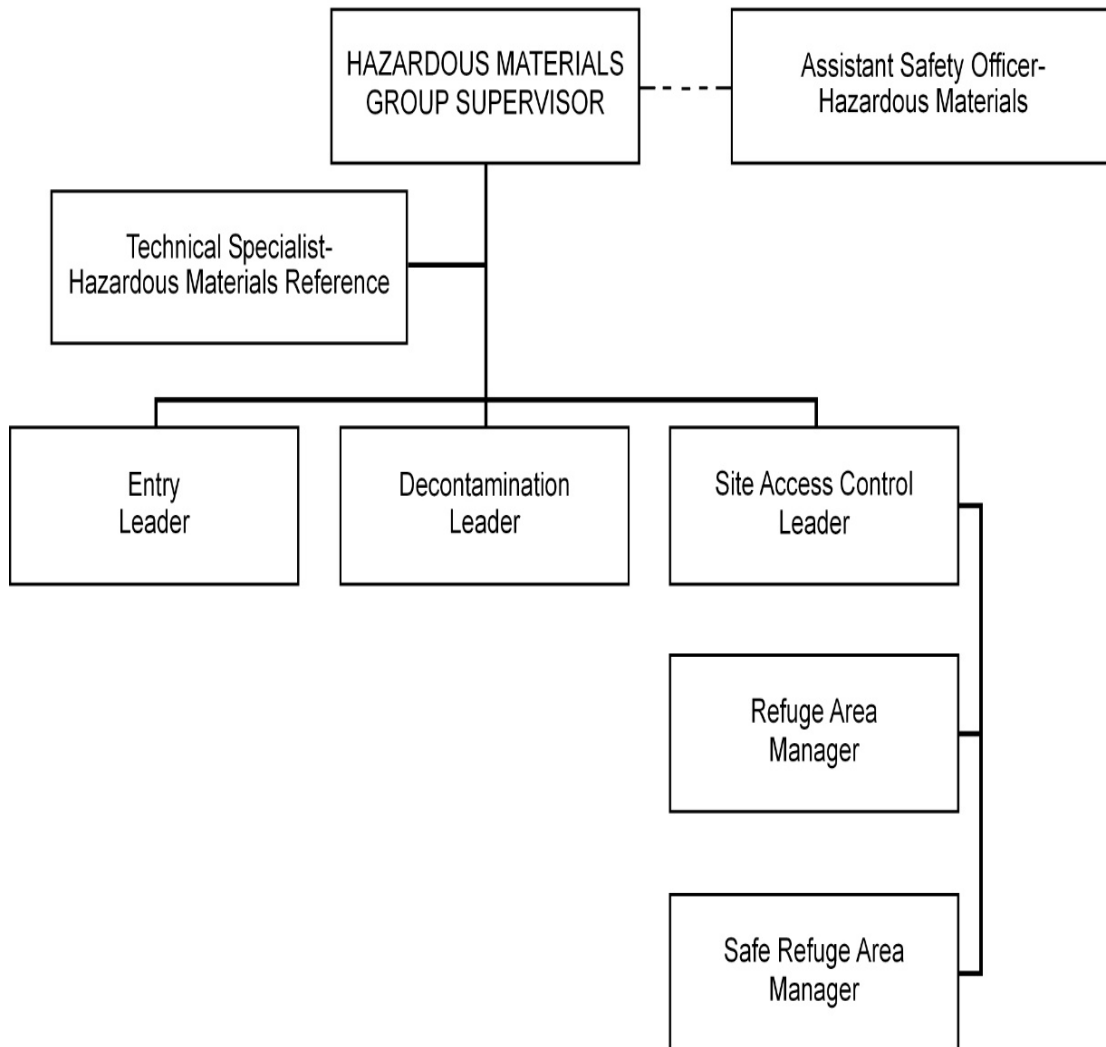 HAZARDOUS MATERIALS
GROUP SUPERVISOR
Assistant Safety Officer-
Hazardous Materials
Technical Specialist-
Hazardous Materials Reference
Entry
Leader
Decontamination
Leader
Site Access Control
Leader
Refuge Area
Manager
Safe Refuge Area
Manager